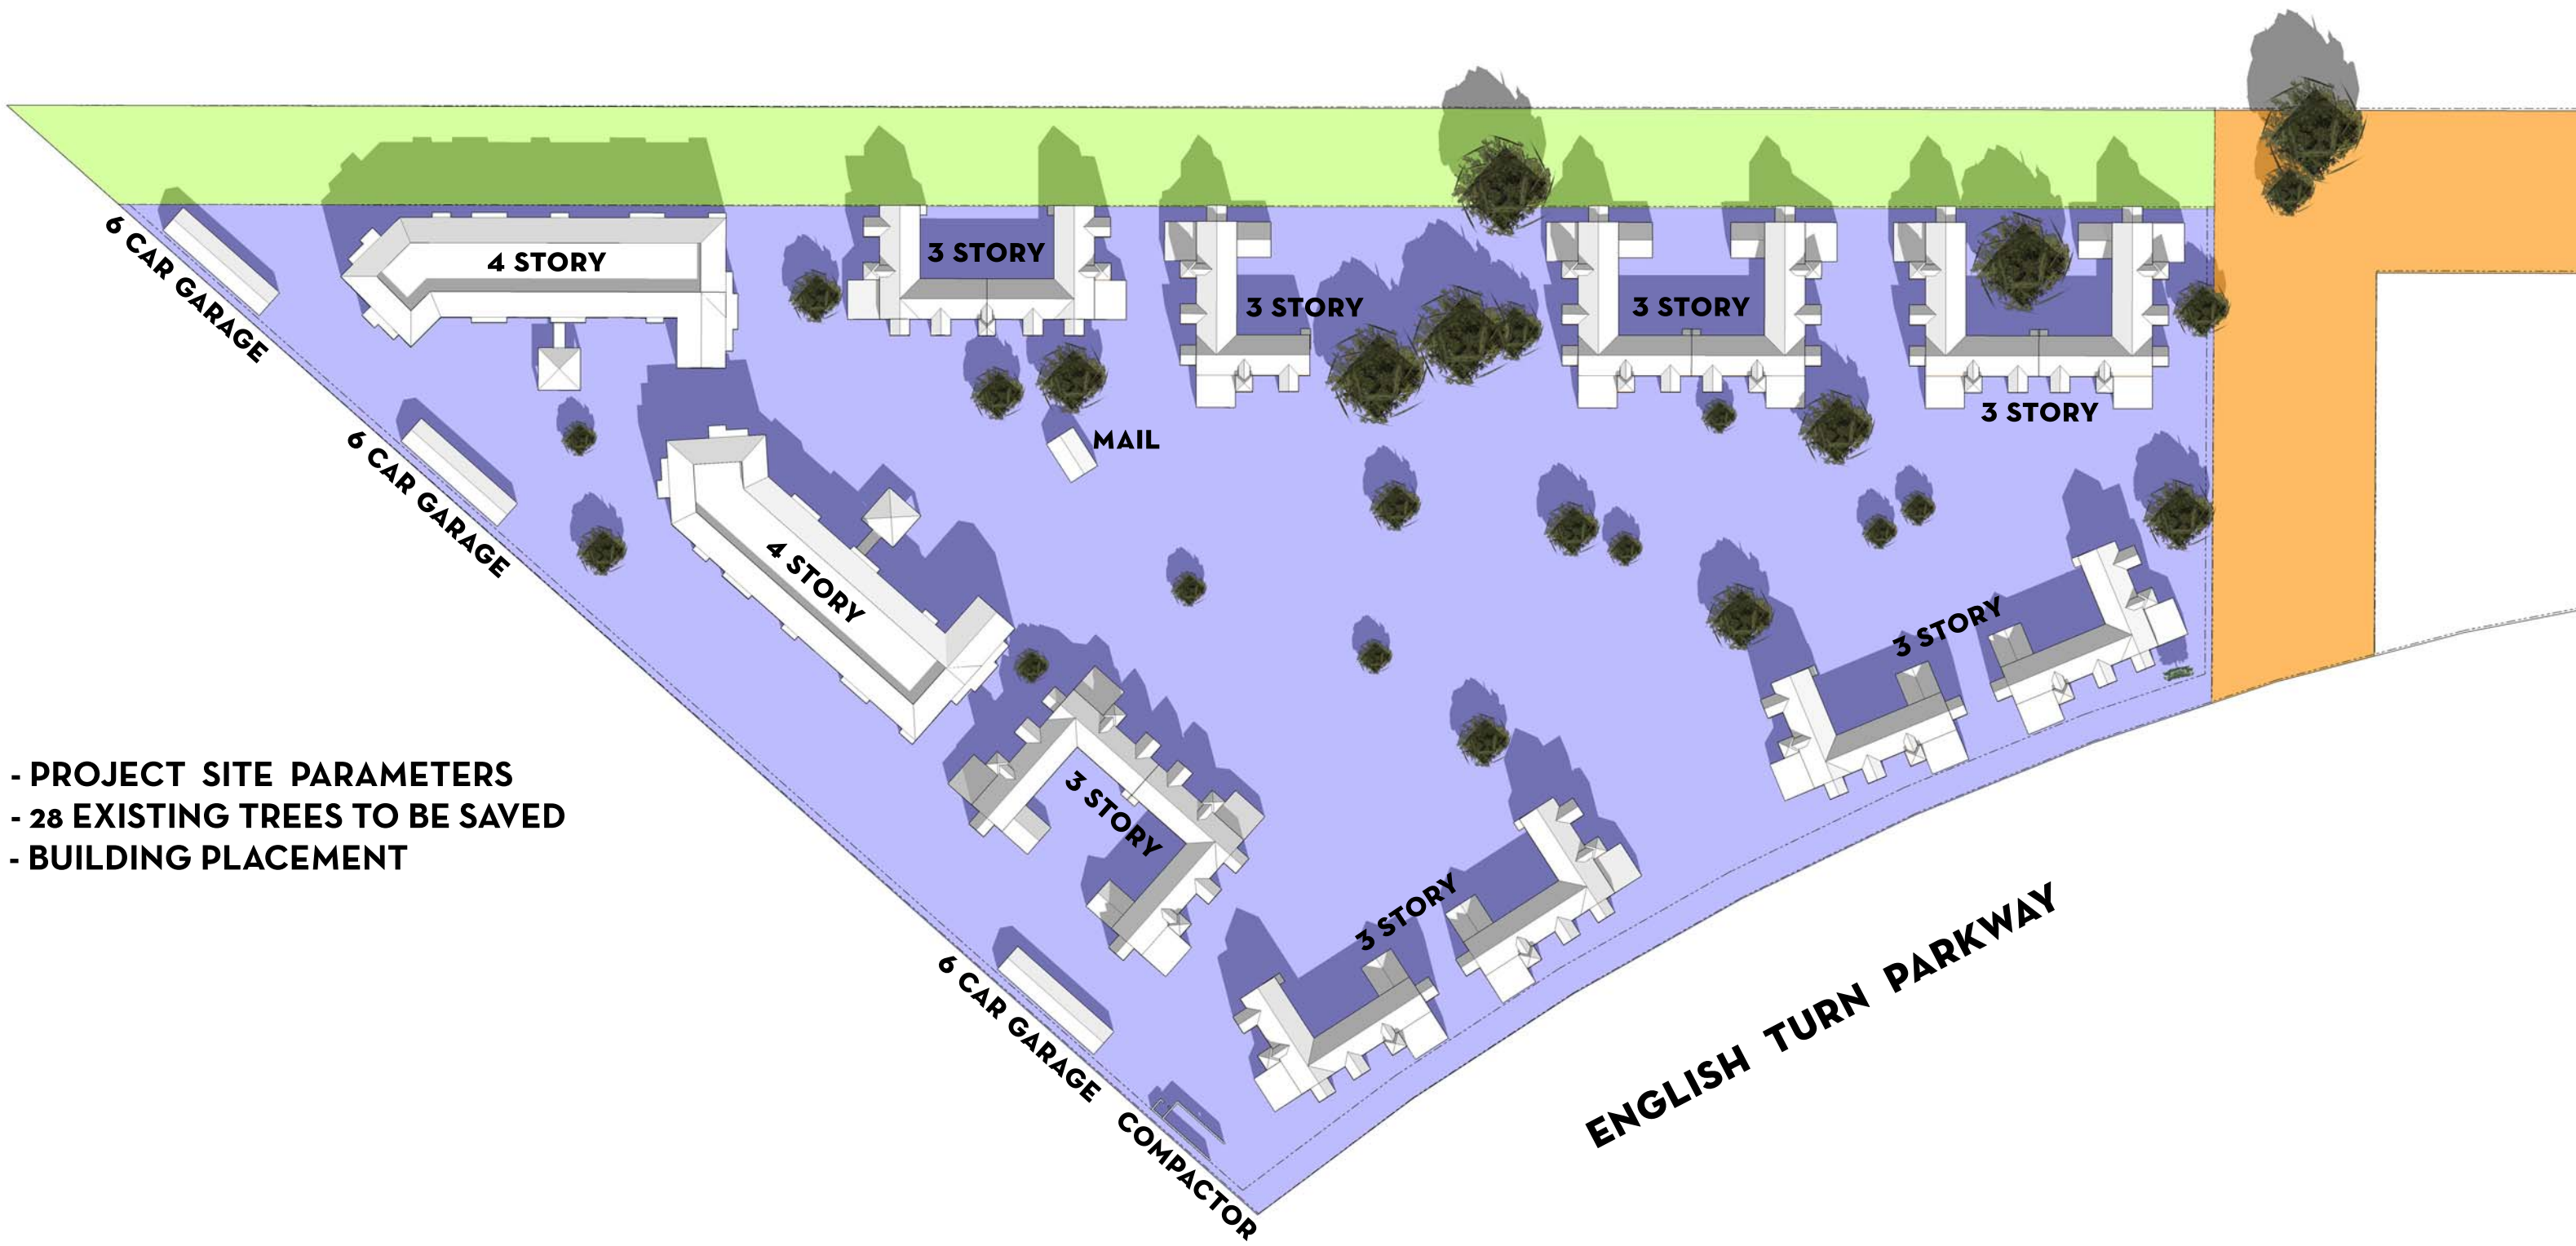 4 STORY
3 STORY
3 STORY
3 STORY
3 STORY
6 CAR GARAGE
6 CAR GARAGE
MAIL
4 STORY
3 STORY
- PROJECT SITE PARAMETERS
- 28 EXISTING TREES TO BE SAVED
- BUILDING PLACEMENT
3 STORY
3 STORY
6 CAR GARAGE
COMPACTOR
ENGLISH TURN PARKWAY